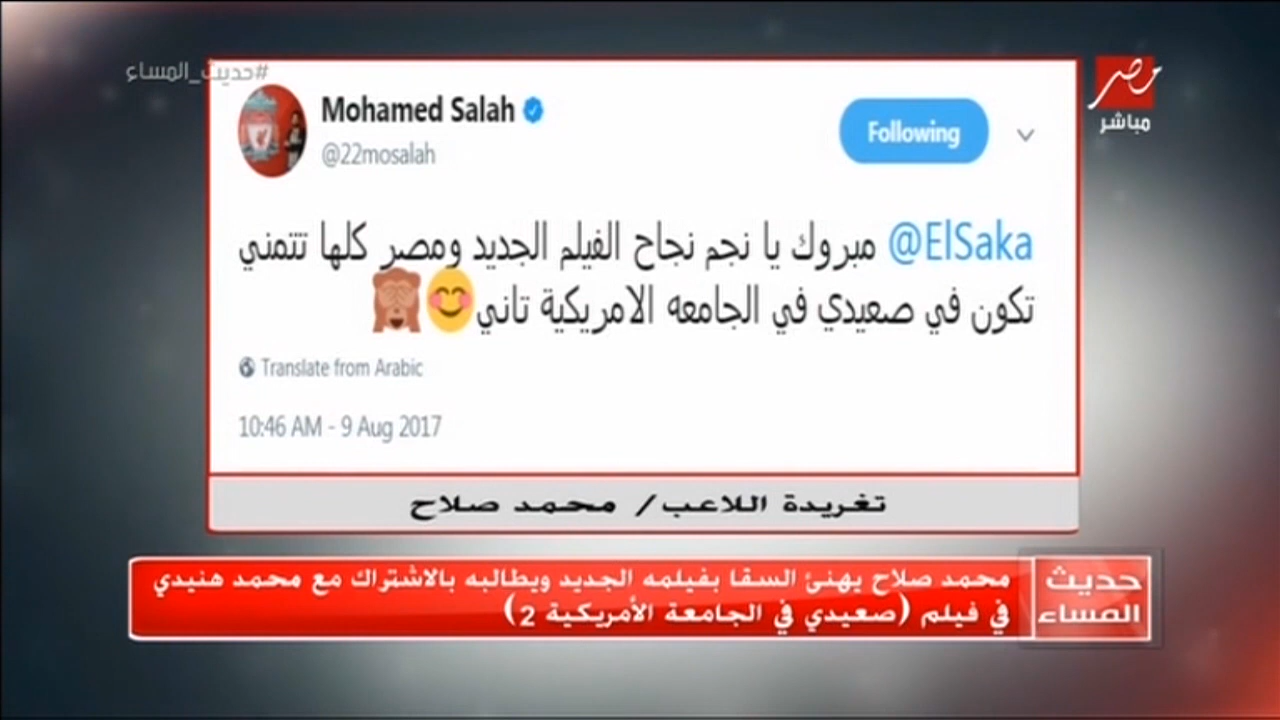 #حديث_المساء
مصر
مباشر
Mohamed Salah
@22mosalah
Following
@ElSaka مبروك يا نجم نجاح الفيلم الجديد ومصر كلها تتمني
تكون في صعيدي في الجامعه الامريكية تاني😊🙈
Translate from Arabic
10:46 AM - 9 Aug 2017
تغريدة اللاعب/ محمد صلاح
حديث
المساء
محمد صلاح يهنئ السقا بفيلمه الجديد ويطالبه بالاشتراك مع محمد هنيدي
في فيلم (صعيدي في الجامعة الأمريكية 2)